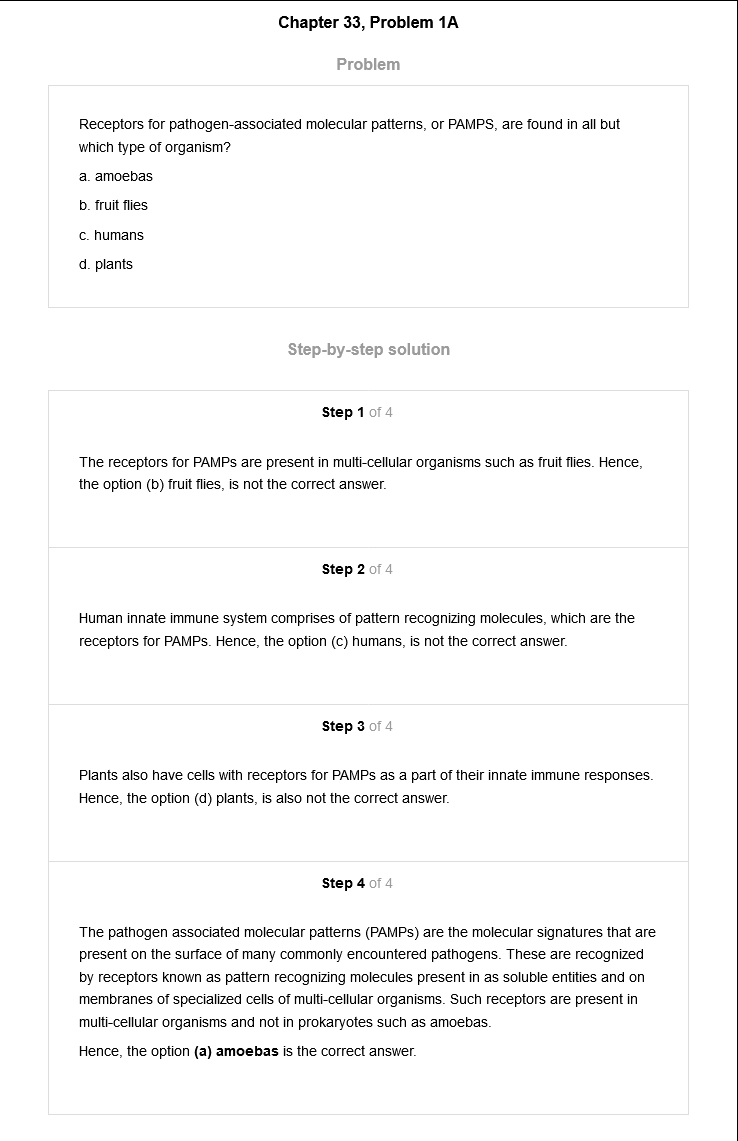 Chapter 33, Problem 1A
Problem
Receptors for pathogen-associated molecular patterns, or PAMPS, are found in all but
which type of organism?
a. amoebas
b. fruit flies
c. humans
d. plants
Step-by-step solution
Step 1 of 4
The receptors for PAMPs are present in multi-cellular organisms such as fruit flies. Hence,
the option (b) fruit flies, is not the correct answer.
Step 2 of 4
Human innate immune system comprises of pattern recognizing molecules, which are the
receptors for PAMPs. Hence, the option (c) humans, is not the correct answer.
Step 3 of 4
Plants also have cells with receptors for PAMPs as a part of their innate immune responses.
Hence, the option (d) plants, is also not the correct answer.
Step 4 of 4
The pathogen associated molecular patterns (PAMPs) are the molecular signatures that are
present on the surface of many commonly encountered pathogens. These are recognized
by receptors known as pattern recognizing molecules present in as soluble entities and on
membranes of specialized cells of multi-cellular organisms. Such receptors are present in
multi-cellular organisms and not in prokaryotes such as amoebas.
Hence, the option (a) amoebas is the correct answer.